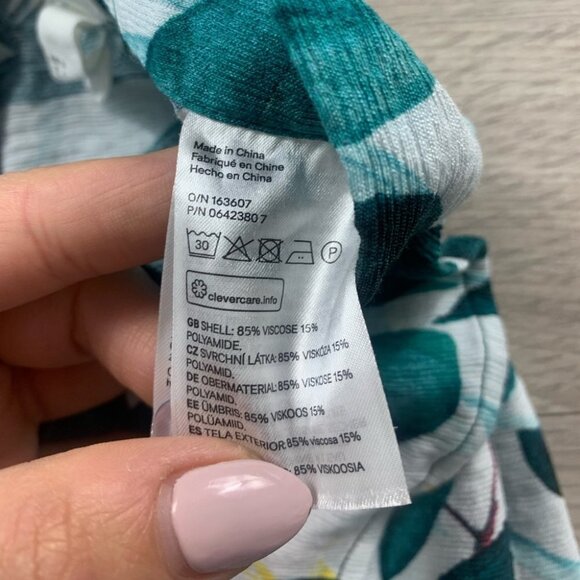 Made in China
Fabriqué en Chine
Hecho en China
O/N 163607
P/N 0642380 7
30 P
clevercare.info
GB SHELL: 85% VISCOSE 15%
POLYAMIDE,
CZ SVRCHNÍ LÁTKA: 85% VISKÓZA 15%
POLYAMID.
DE OBERMATERIAL: 85% VISKOSE 15%
POLYAMID.
EE ÜMBRIS: 85% VISKOOS 15%
POLÜAMIID.
ES TELA EXTERIOR: 85% viscosa 15%
85% VISKOOSIA